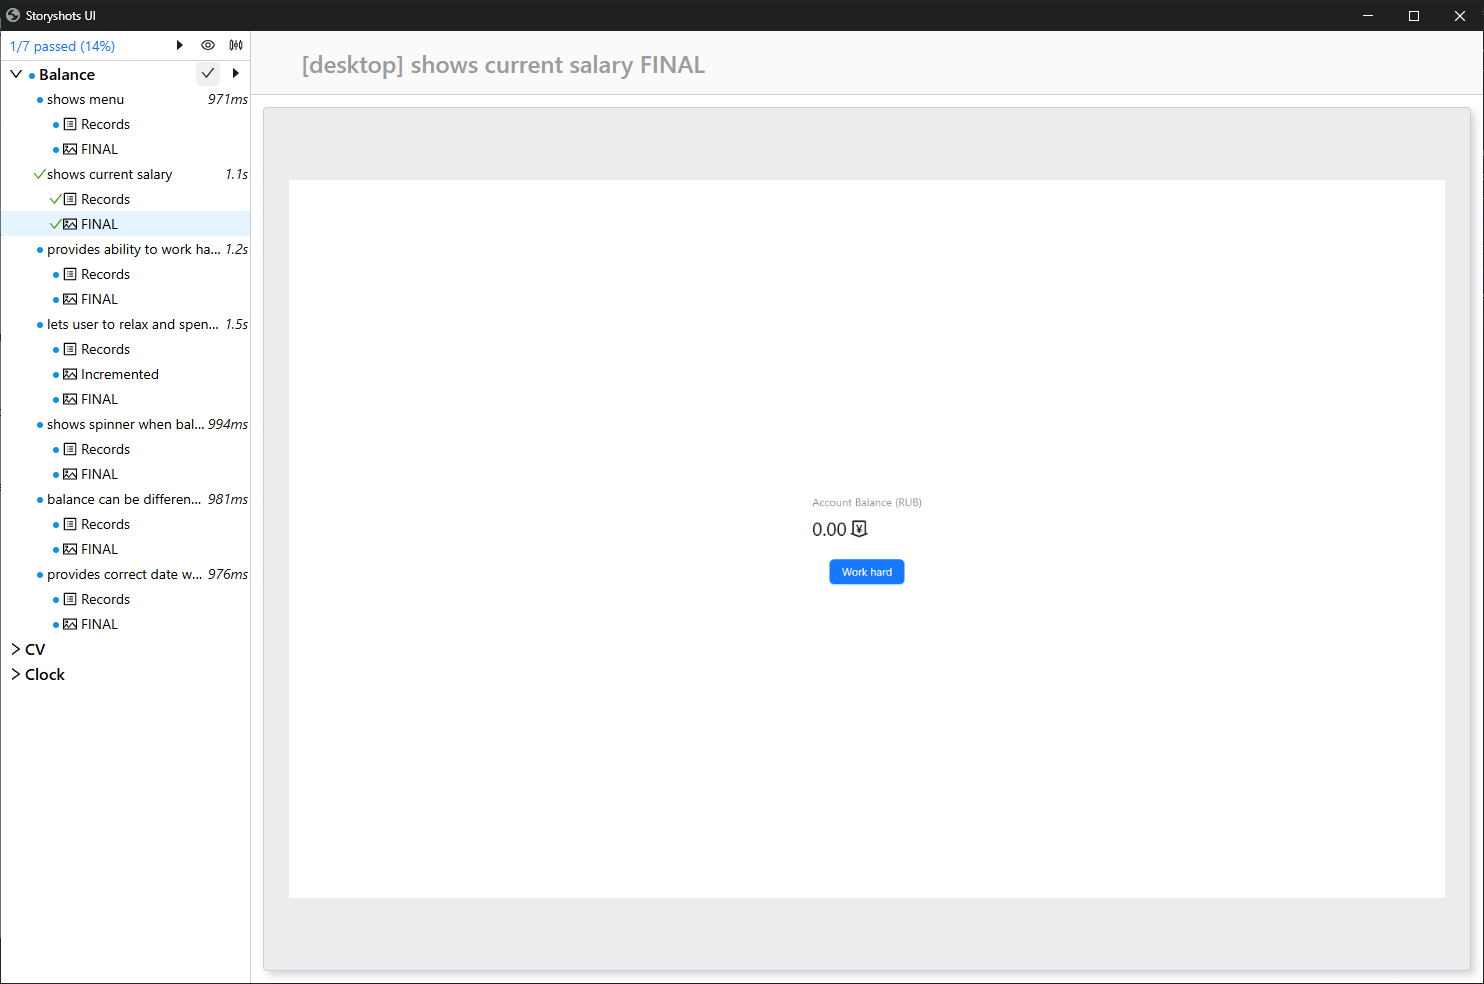 Storyshots UI
1/7 passed (14%)
Balance
shows menu 971ms
Records
FINAL
shows current salary 1.1s
Records
FINAL
provides ability to work ha... 1.2s
Records
FINAL
lets user to relax and spen... 1.5s
Records
Incremented
FINAL
shows spinner when bal... 994ms
Records
FINAL
balance can be differen... 981ms
Records
FINAL
provides correct date w... 976ms
Records
FINAL
CV
Clock
[desktop] shows current salary FINAL
Account Balance (RUB)
0.00 ¥
Work hard